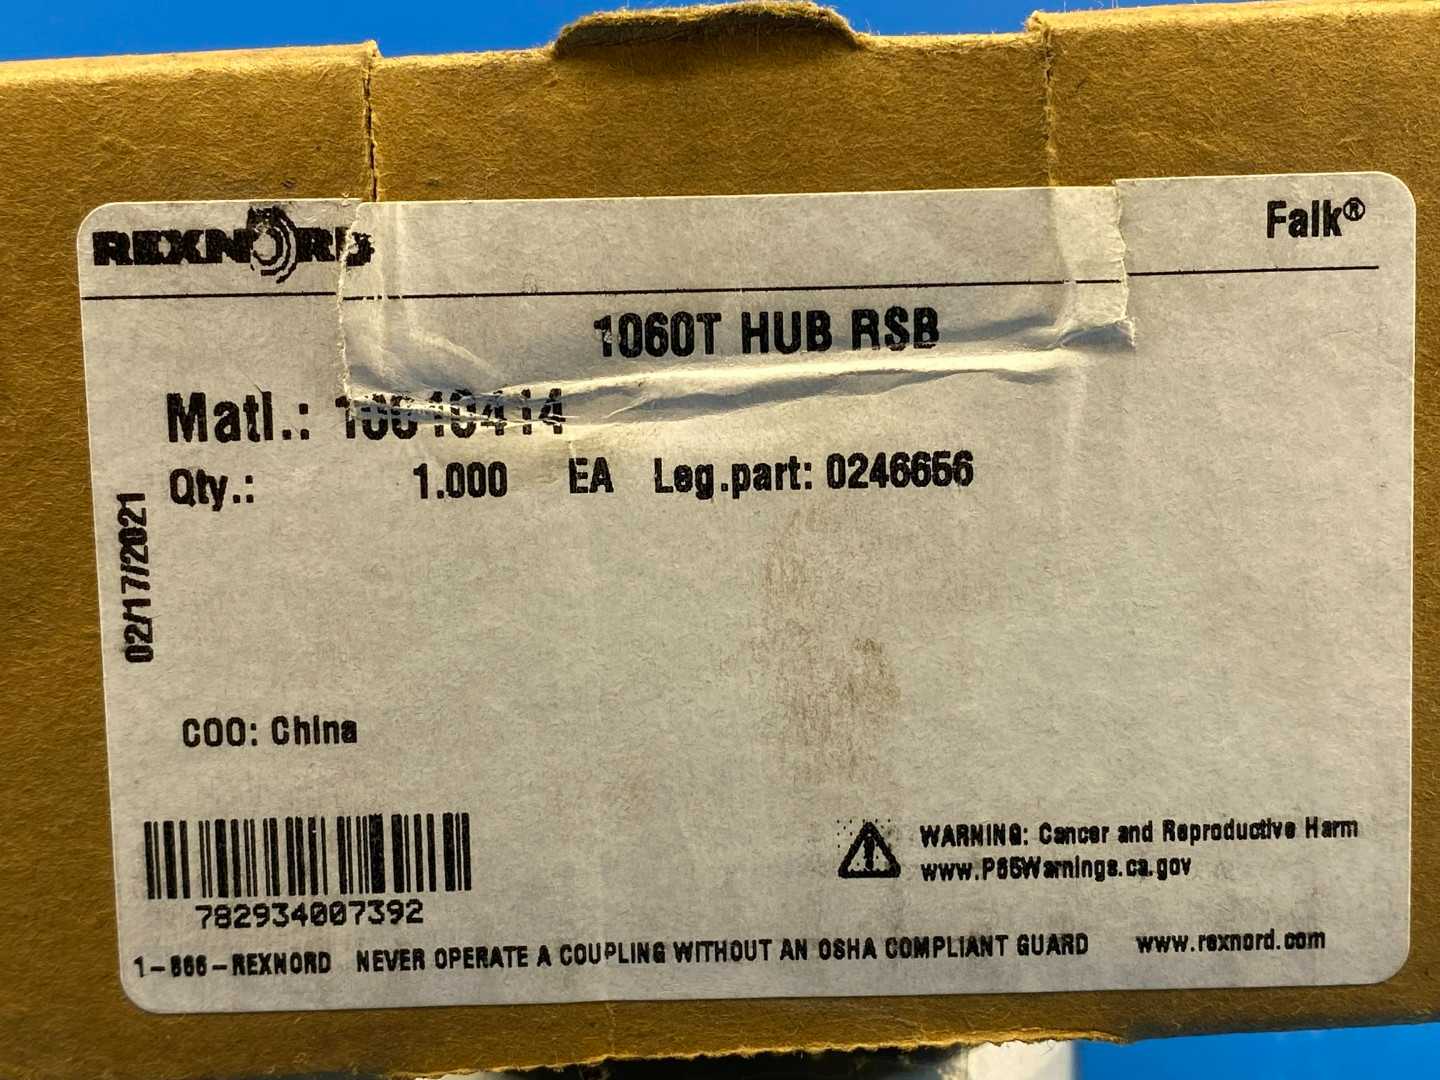 REXNORD
Falk®
1060T HUB RSB
Matl.: 10010414
Qty.: 1.000 EA Leg.part: 0246656
02/17/2021
COO: China
782934007392
WARNING: Cancer and Reproductive Harm
www.P65Warnings.ca.gov
1-866-REXNORD NEVER OPERATE A COUPLING WITHOUT AN OSHA COMPLIANT GUARD www.rexnord.com